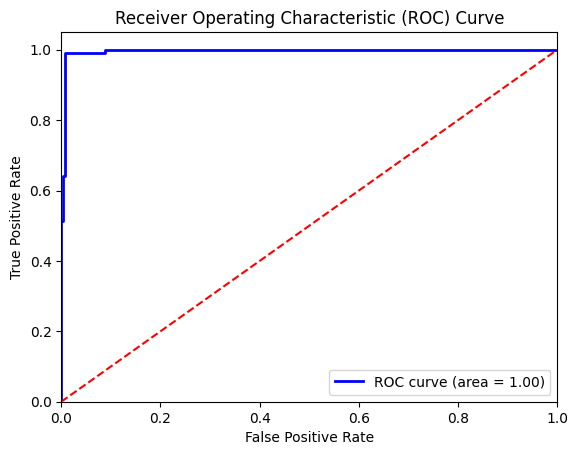 Receiver Operating Characteristic (ROC) Curve
True Positive Rate
1.0
0.8
0.6
0.4
0.2
0.0
0.0 0.2 0.4 0.6 0.8 1.0
False Positive Rate
ROC curve (area = 1.00)